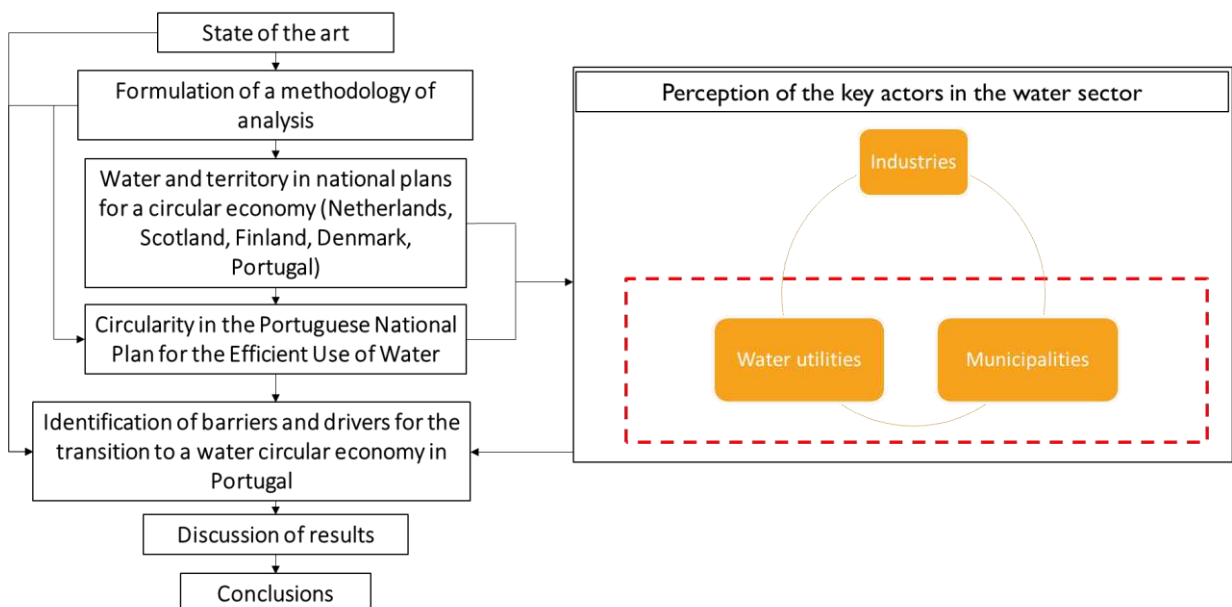 State of the art
Formulation of a methodology of
analysis
Water and territory in national plans
for a circular economy (Netherlands,
Scotland, Finland, Denmark,
Portugal)
Circularity in the Portuguese National
Plan for the Efficient Use of Water
Identification of barriers and drivers for the
transition to a water circular economy in
Portugal
Discussion of results
Conclusions
Perception of the key actors in the water sector
Industries
Water utilities
Municipalities